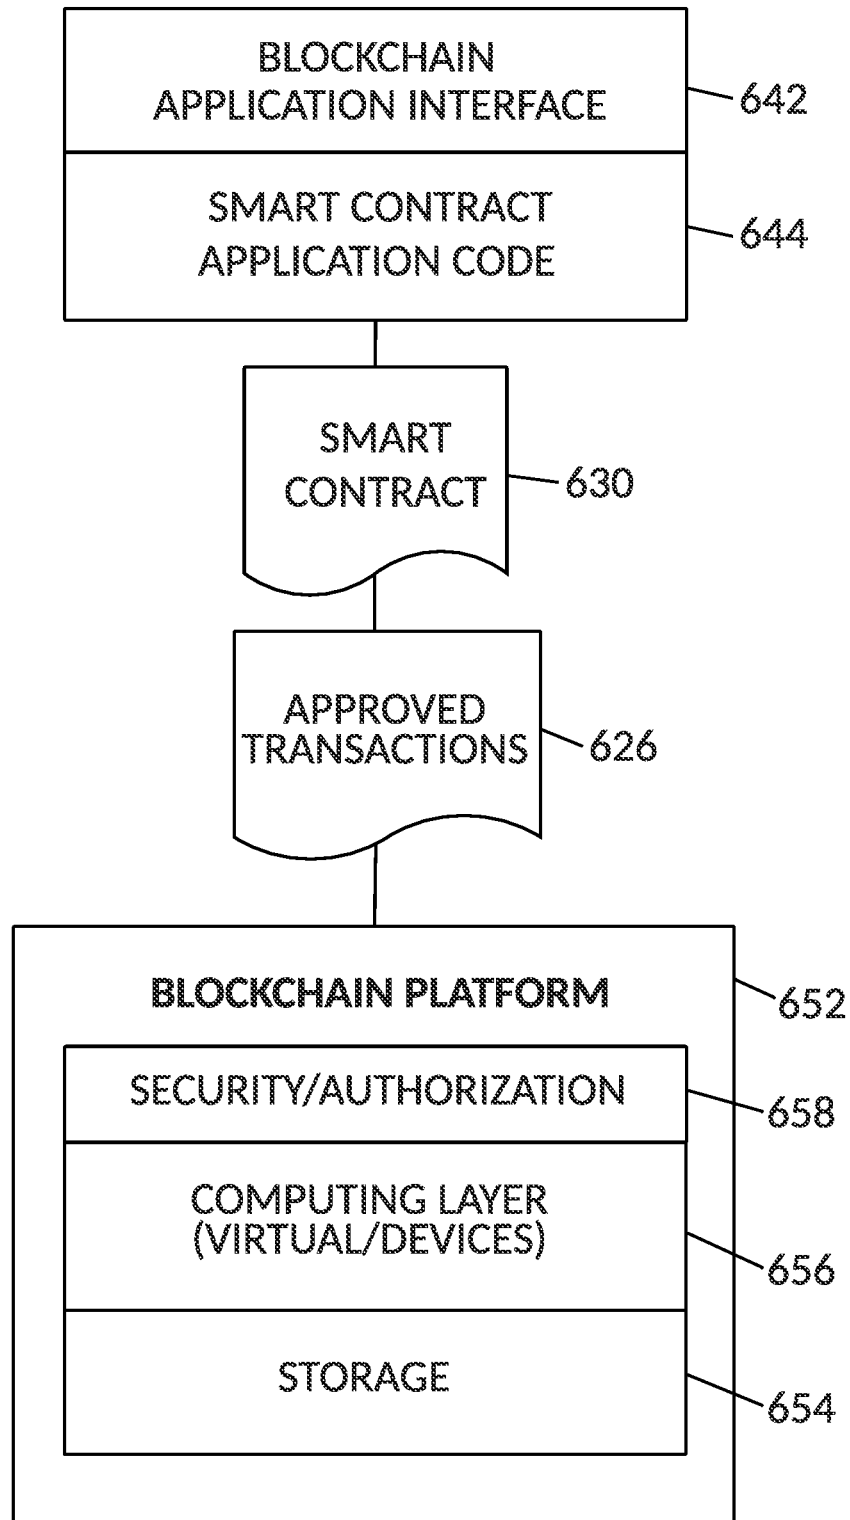 BLOCKCHAIN
APPLICATION INTERFACE
642
SMART CONTRACT
APPLICATION CODE
644
SMART
CONTRACT
630
APPROVED
TRANSACTIONS
626
BLOCKCHAIN PLATFORM
652
SECURITY/AUTHORIZATION
658
COMPUTING LAYER
(VIRTUAL/DEVICES)
656
STORAGE
654